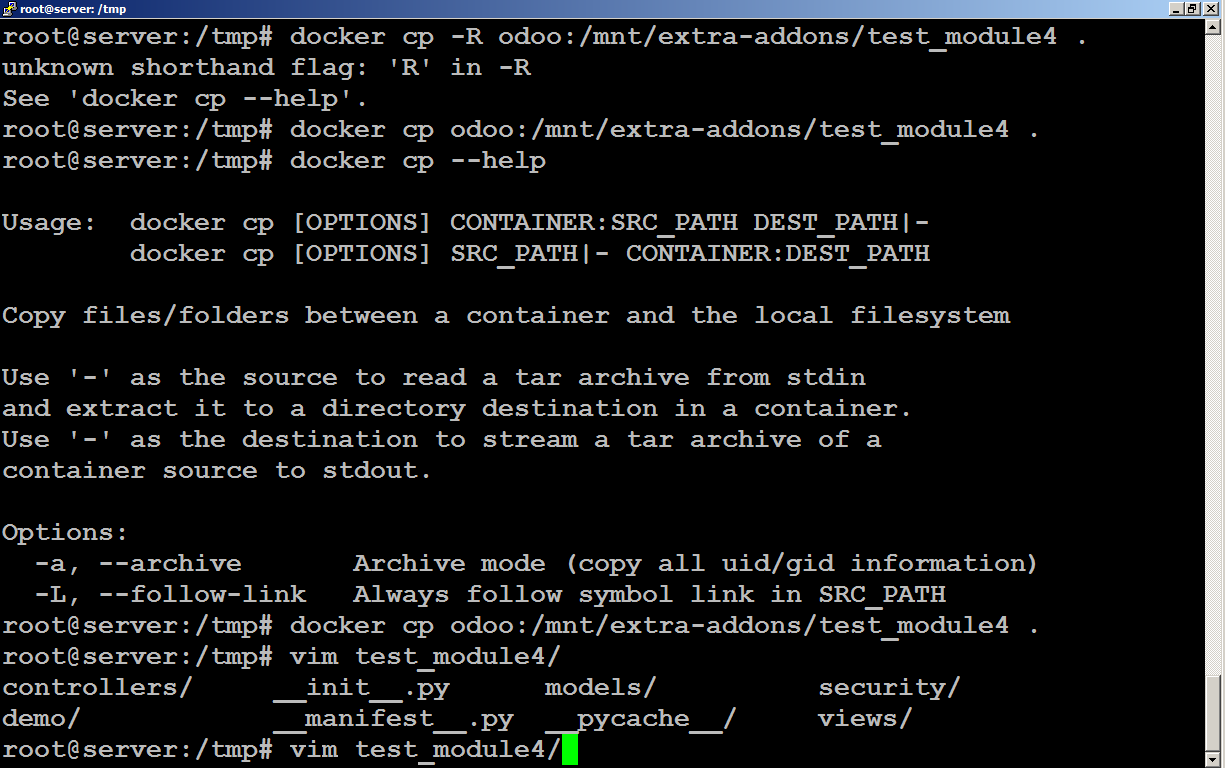 root@server: /tmp
root@server:/tmp# docker cp -R odoo:/mnt/extra-addons/test_module4 .
unknown shorthand flag: 'R' in -R
See 'docker cp --help'.
root@server:/tmp# docker cp odoo:/mnt/extra-addons/test_module4 .
root@server:/tmp# docker cp --help
Usage:  docker cp [OPTIONS] CONTAINER:SRC_PATH DEST_PATH|-
        docker cp [OPTIONS] SRC_PATH|- CONTAINER:DEST_PATH
Copy files/folders between a container and the local filesystem
Use '-' as the source to read a tar archive from stdin
and extract it to a directory destination in a container.
Use '-' as the destination to stream a tar archive of a
container source to stdout.
Options:
  -a, --archive       Archive mode (copy all uid/gid information)
  -L, --follow-link   Always follow symbol link in SRC_PATH
root@server:/tmp# docker cp odoo:/mnt/extra-addons/test_module4 .
root@server:/tmp# vim test_module4/
controllers/     __init__.py      models/          security/
demo/            __manifest__.py  __pycache__/     views/
root@server:/tmp# vim test_module4/